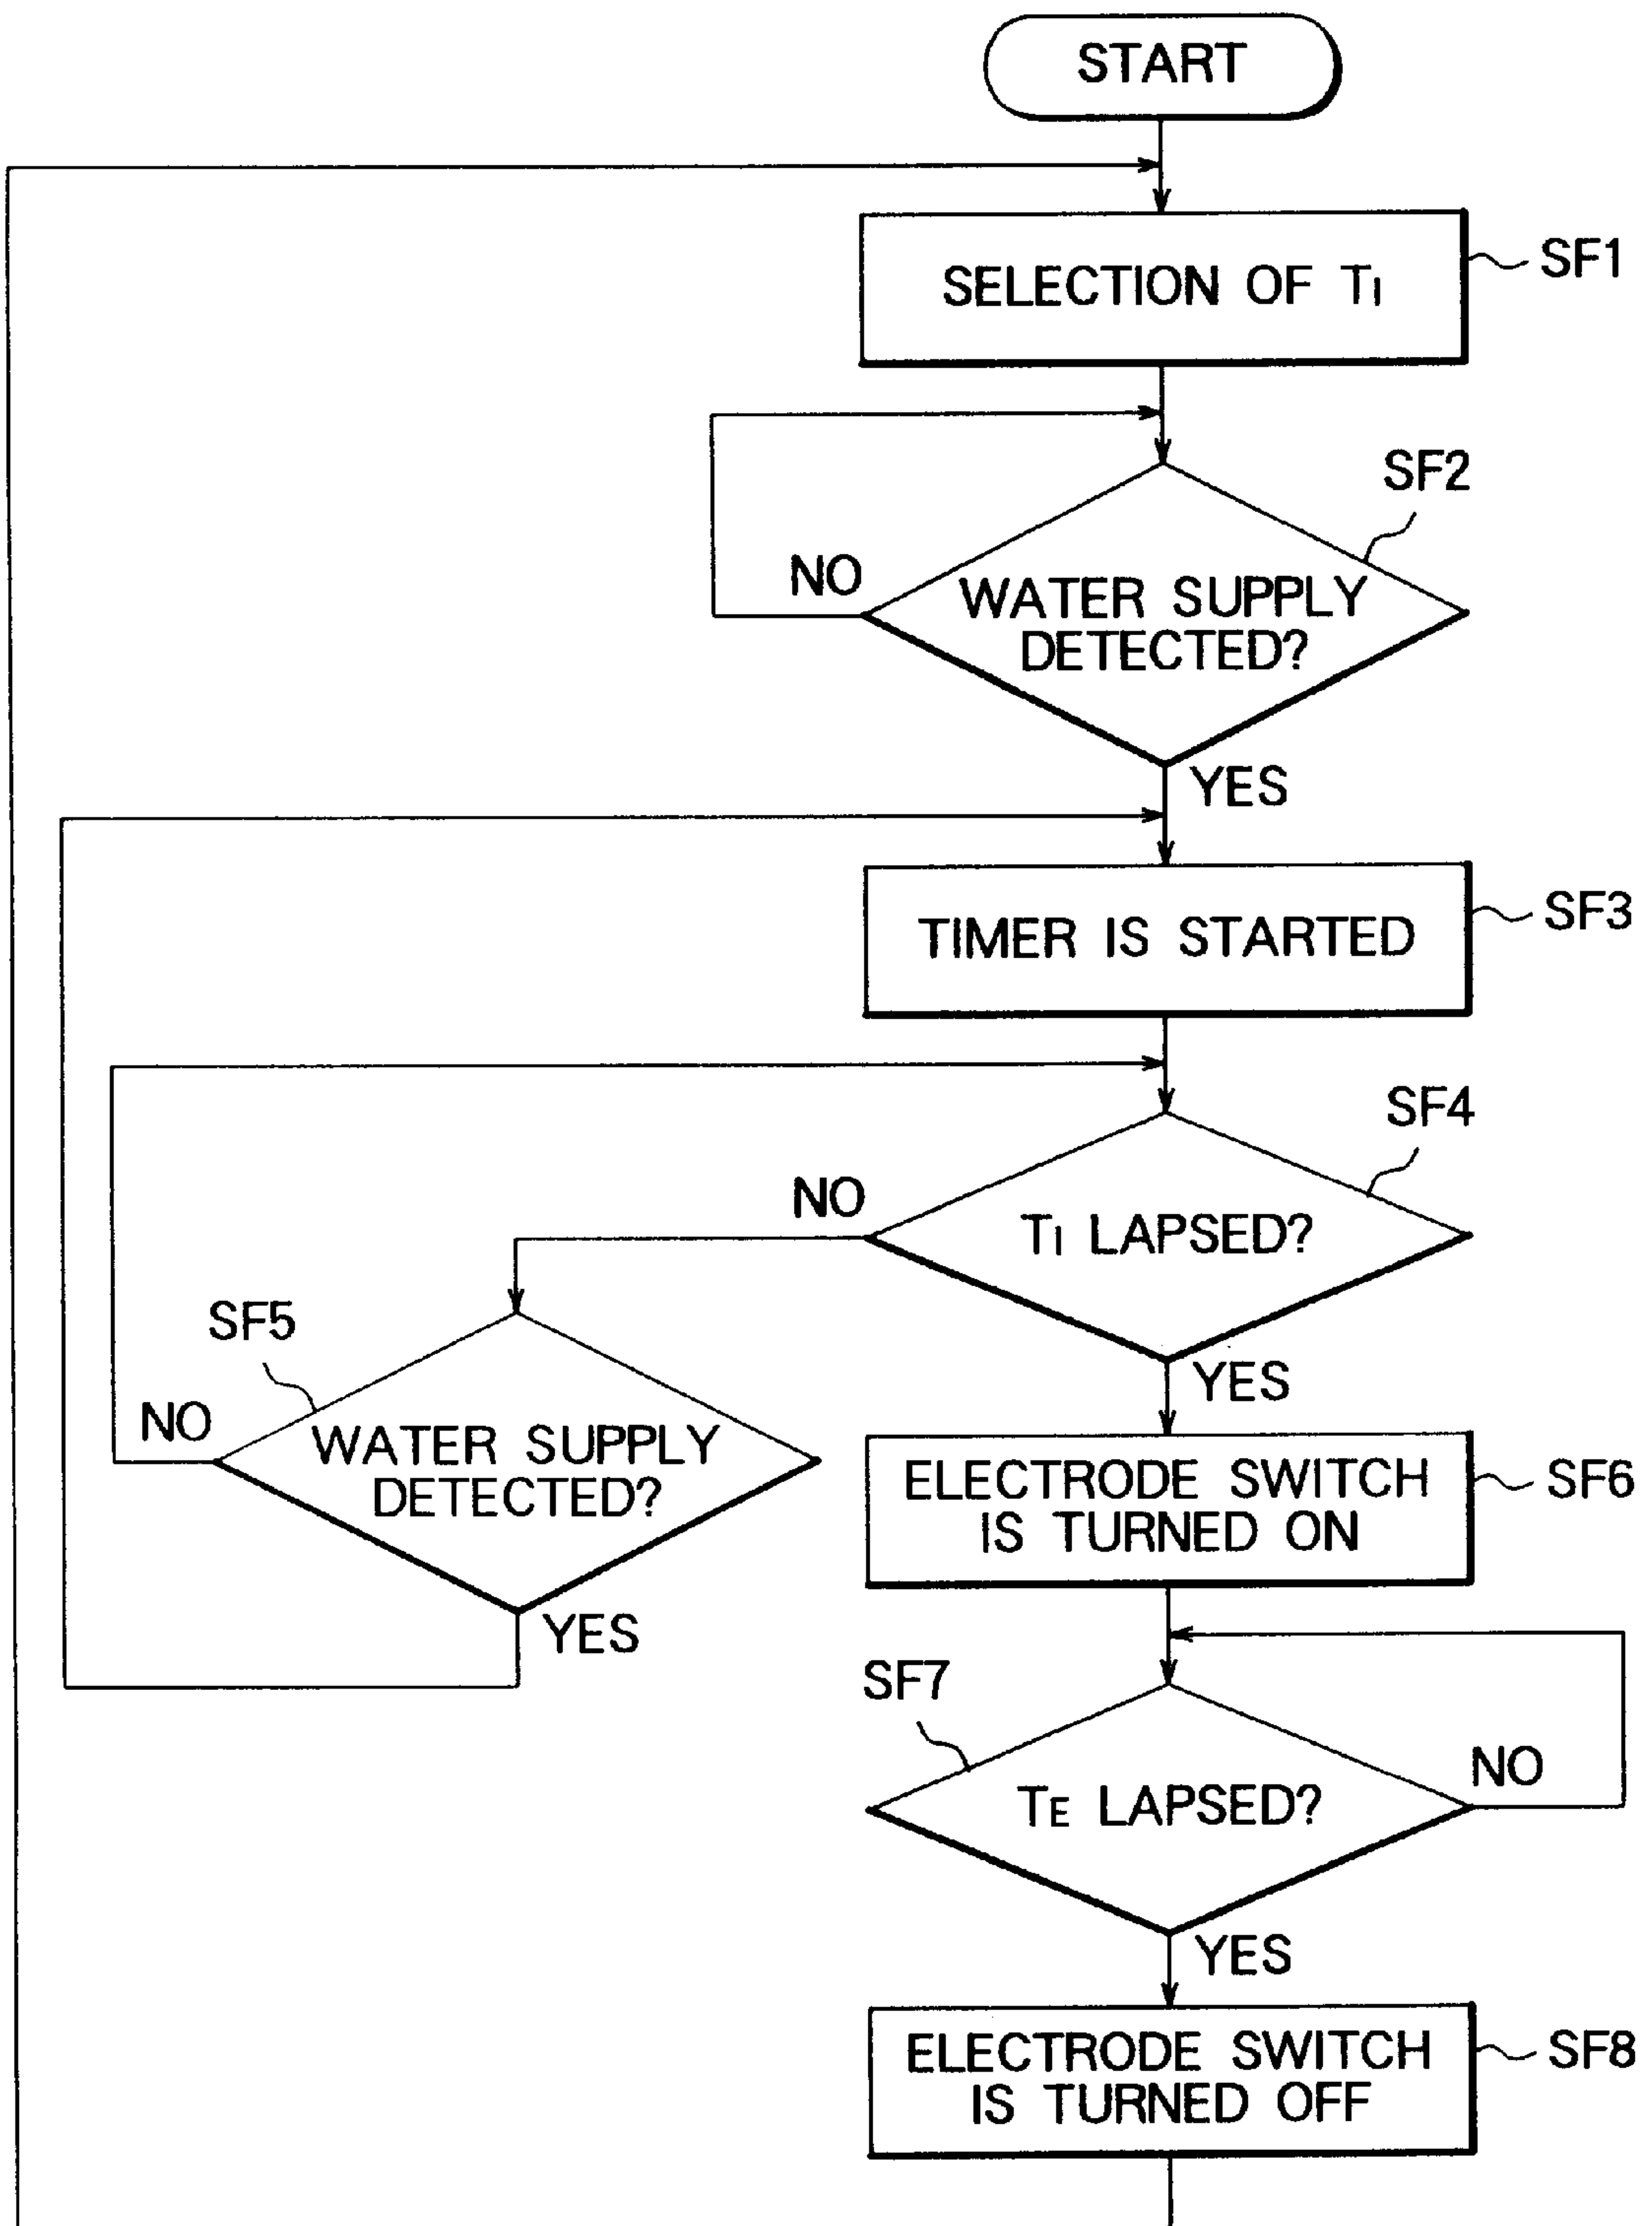 START
SELECTION OF TI
SF1
SF2
NO
WATER SUPPLY
DETECTED?
YES
TIMER IS STARTED
SF3
SF4
NO
TI LAPSED?
YES
SF5
NO
WATER SUPPLY
DETECTED?
YES
ELECTRODE SWITCH
IS TURNED ON
SF6
SF7
TE LAPSED?
NO
YES
ELECTRODE SWITCH
IS TURNED OFF
SF8